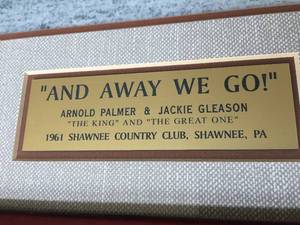 "AND AWAY WE GO!"
ARNOLD PALMER & JACKIE GLEASON
"THE KING" AND "THE GREAT ONE"
1961 SHAWNEE COUNTRY CLUB, SHAWNEE, PA